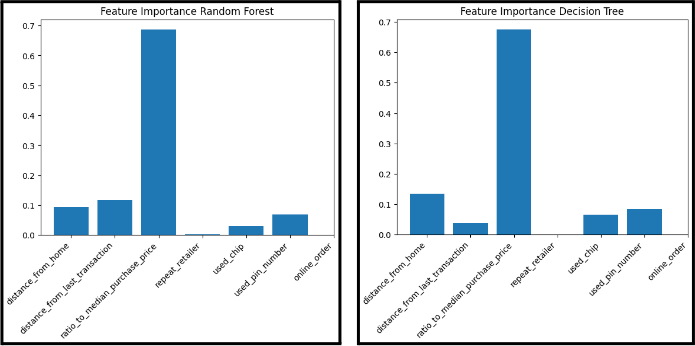 Feature Importance Random Forest
0.7
0.6
0.5
0.4
0.3
0.2
0.1
0.0
distance_from_home
distance_from_last_transaction
ratio_to_median_purchase_price
repeat_retailer
used_chip
used_pin_number
online_order
Feature Importance Decision Tree
0.7
0.6
0.5
0.4
0.3
0.2
0.1
0.0
distance_from_home
distance_from_last_transaction
ratio_to_median_purchase_price
repeat_retailer
used_chip
used_pin_number
online_order